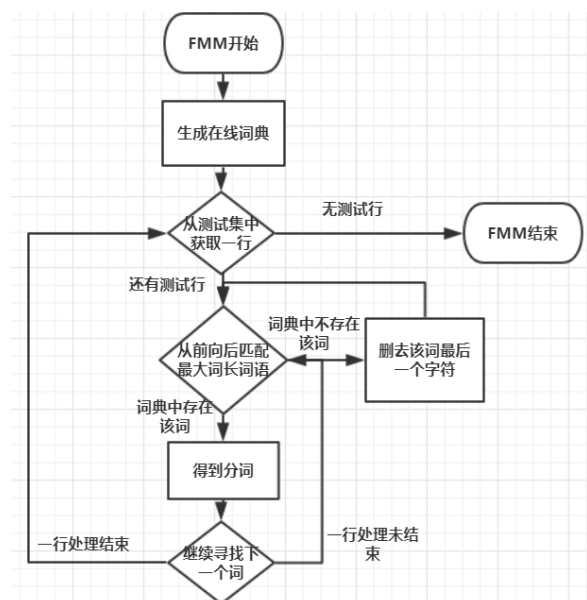 FMM开始
生成在线词典
从测试集中
获取一行
无测试行
FMM结束
还有测试行
从前向后匹配
最大词长词语
词典中不存在
该词
删去该词最后
一个字符
词典中存在
该词
得到分词
继续寻找下
一个词
一行处理结束
一行处理未结
束